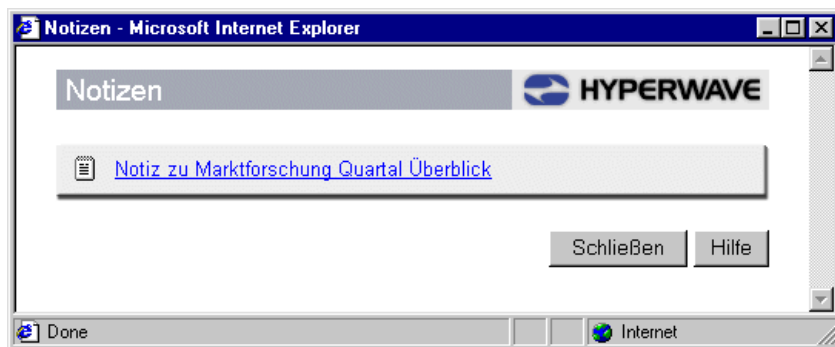 Notizen - Microsoft Internet Explorer
Notizen HYPERWAVE
Notiz zu Marktforschung Quartal Überblick
Schließen Hilfe
Done Internet